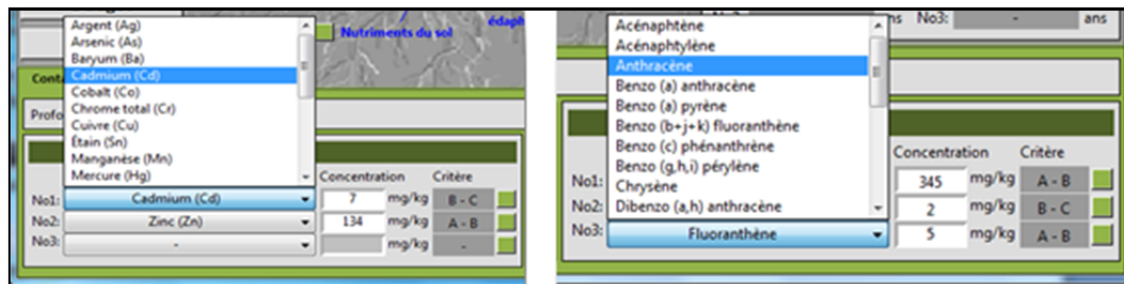 Argent (Ag)
Arsenic (As)
Baryum (Ba)
Cadmium (Cd)
Cobalt (Co)
Chrome total (Cr)
Cuivre (Cu)
Étain (Sn)
Manganèse (Mn)
Mercure (Hg)
Nutriments du sol
Concentration Critère
No1: Cadmium (Cd) 7 mg/kg B - C
No2: Zinc (Zn) 134 mg/kg A - B
No3: - mg/kg -
Acénaphtène
Acénaphtylène
Anthracène
Benzo (a) anthracène
Benzo (a) pyrène
Benzo (b+j+k) fluoranthène
Benzo (c) phénanthrène
Benzo (g,h,i) pérylène
Chrysène
Dibenzo (a,h) anthracène
ns No3: - ans
Concentration Critère
No1: 345 mg/kg A - B
No2: 2 mg/kg B - C
No3: Fluoranthène 5 mg/kg A - B